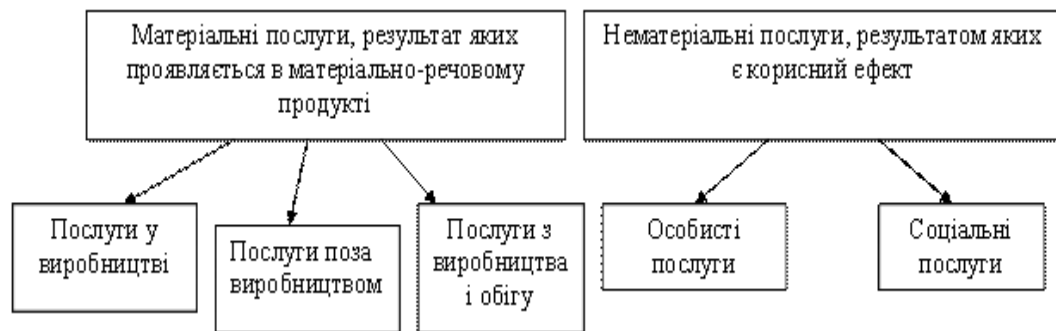 Матеріальні послуги, результат яких
проявляється в матеріально-речовому
продукті
Нематеріальні послуги, результатом яких
є корисний ефект
Послуги у
виробництві
Послуги поза
виробництвом
Послуги з
виробництва
і обігу
Особисті
послуги
Соціальні
послуги